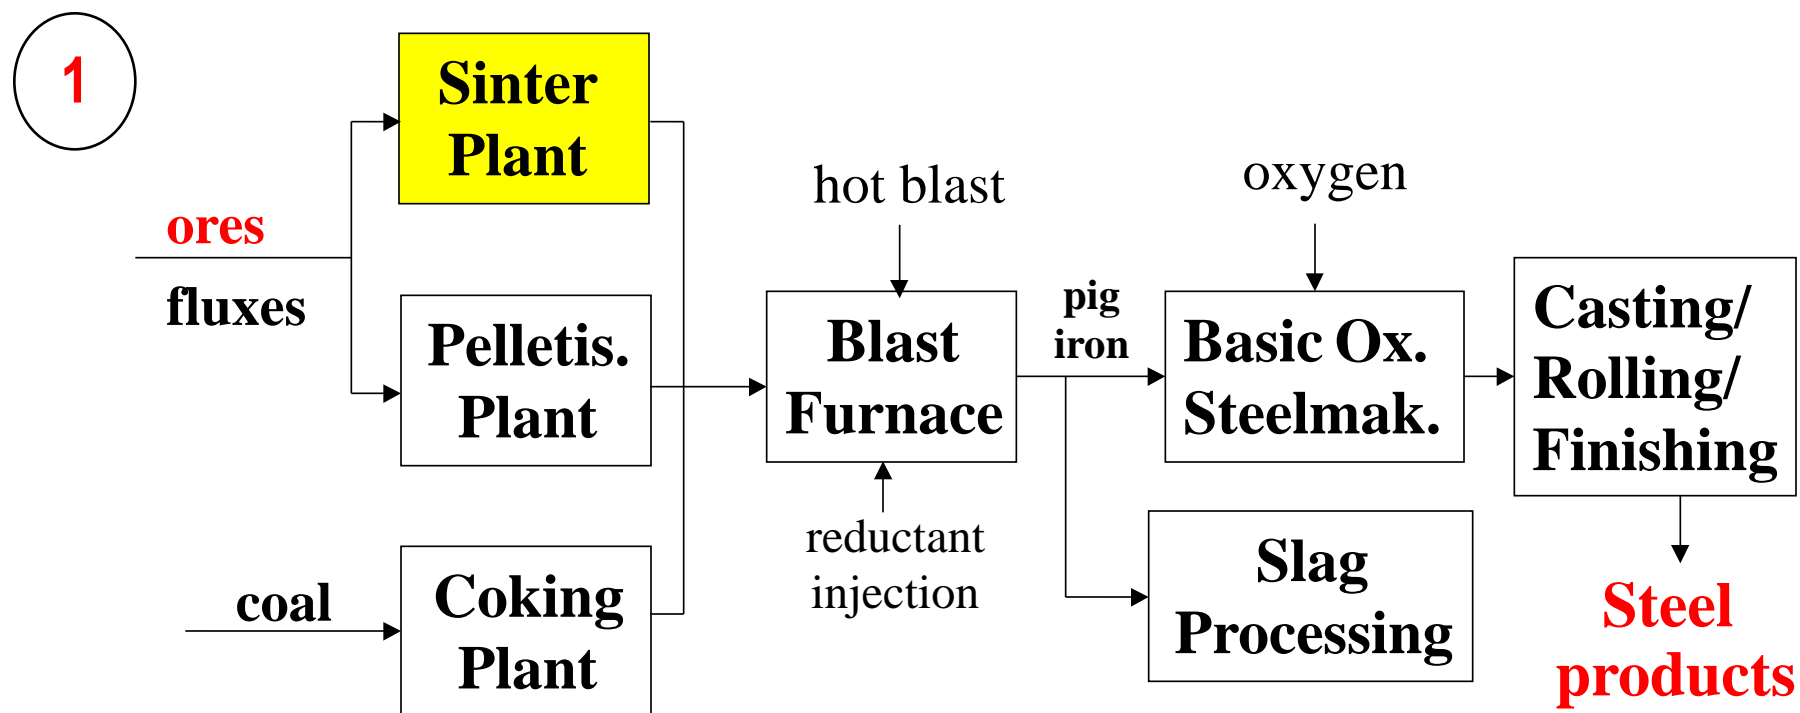 1
Sinter
Plant
ores
fluxes
Pelletis.
Plant
coal
Coking
Plant
hot blast
Blast
Furnace
reductant
injection
pig
iron
oxygen
Basic Ox.
Steelmak.
Slag
Processing
Casting/
Rolling/
Finishing
Steel
products